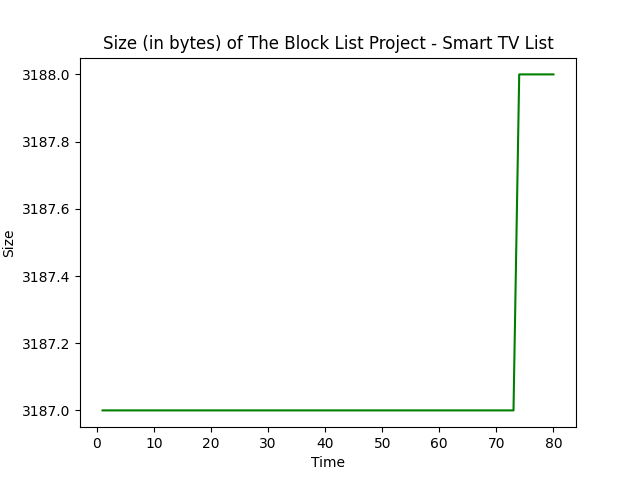 Size (in bytes) of The Block List Project - Smart TV List
3188.0
3187.8
3187.6
3187.4
3187.2
3187.0
Size
0 10 20 30 40 50 60 70 80
Time